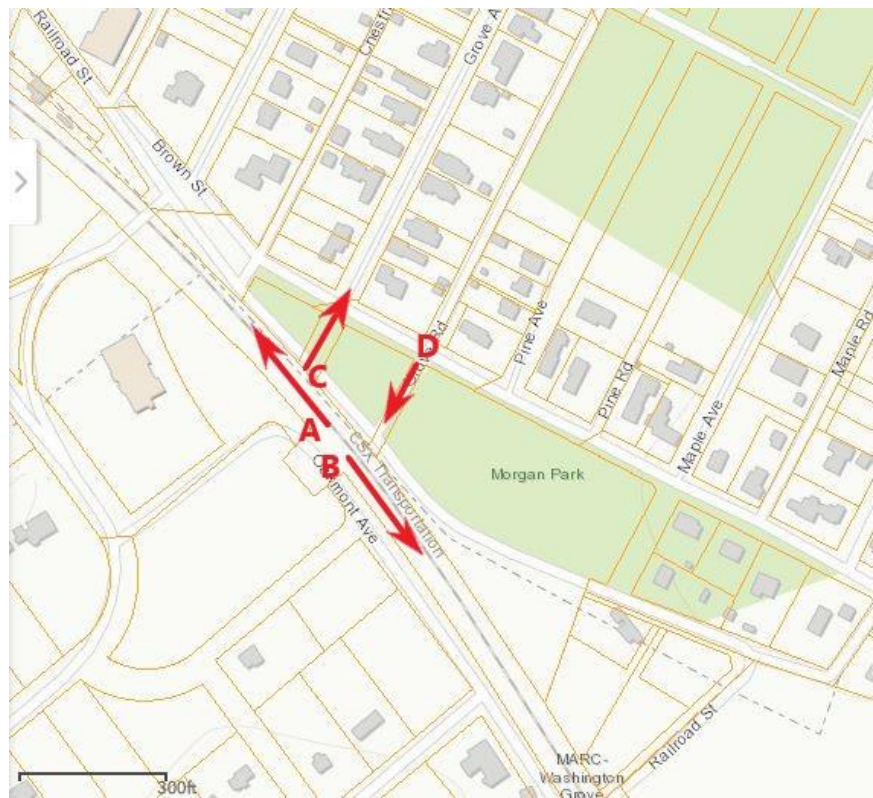 Railroad St
Grove A
Brown St
D
Pine Ave
Maple Rd
C
Pine Rd
A
Maple Ave
B
Morgan Park
CSX Transportation
mont Ave
Railroad St
MARC-
Washington
Grove
300ft